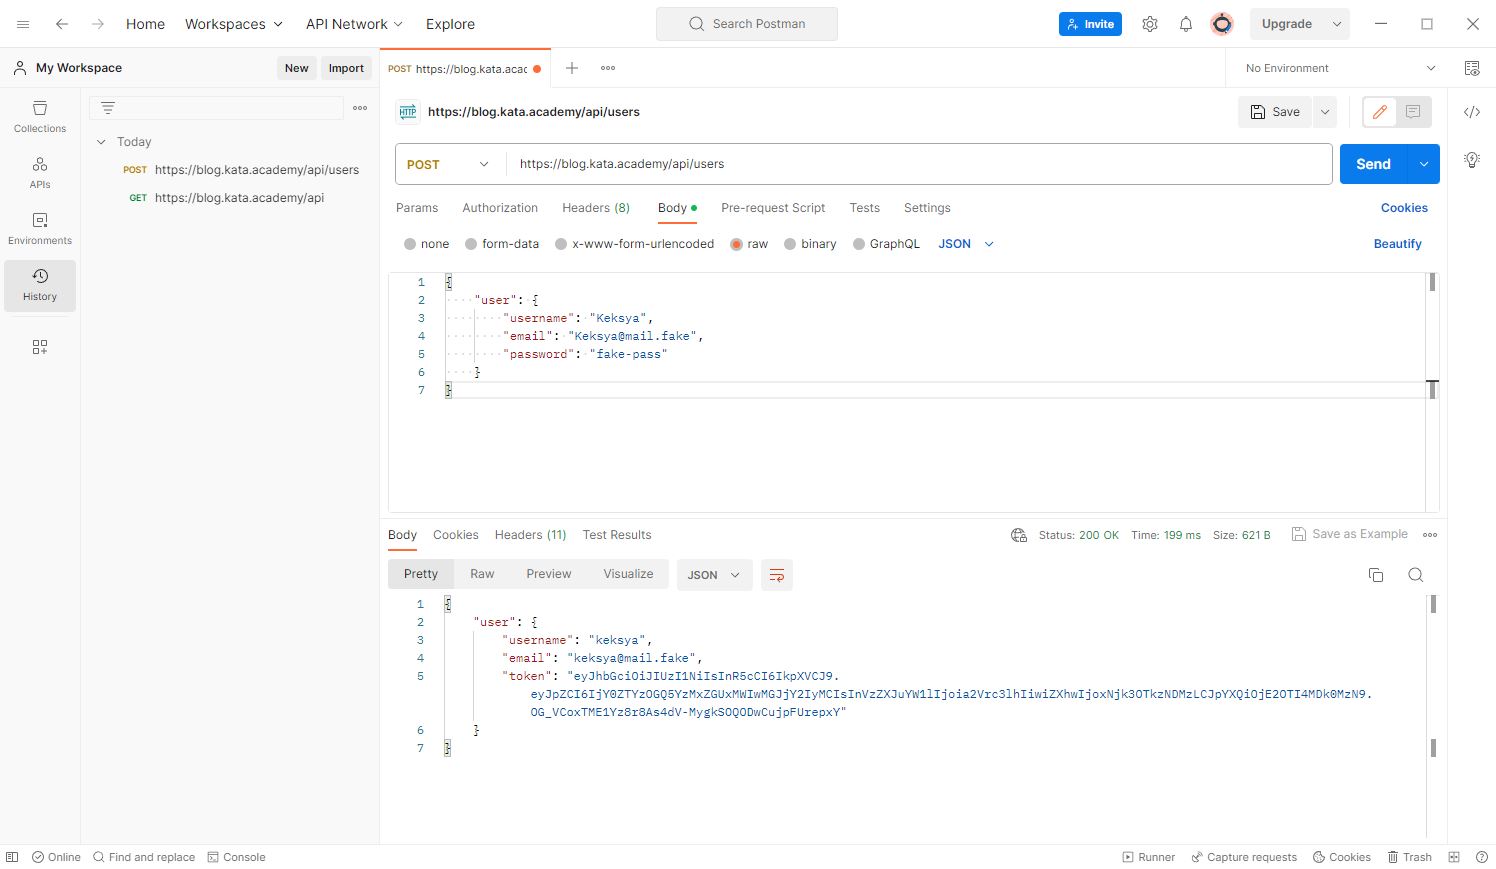 Home Workspaces API Network Explore Search Postman Invite Upgrade
My Workspace New Import POST https://blog.kata.acac No Environment
Collections
APIs
Environments
History
Today
POST https://blog.kata.academy/api/users
GET https://blog.kata.academy/api
HTTP https://blog.kata.academy/api/users Save
POST https://blog.kata.academy/api/users Send
Params Authorization Headers (8) Body Pre-request Script Tests Settings Cookies
none form-data x-www-form-urlencoded raw binary GraphQL JSON Beautify
1 {
2 "user": {
3 "username": "Keksya",
4 "email": "Keksya@mail.fake",
5 "password": "fake-pass"
6 }
7 }
Body Cookies Headers (11) Test Results Status: 200 OK Time: 199 ms Size: 621 B Save as Example
Pretty Raw Preview Visualize JSON
1 {
2 "user": {
3 "username": "keksya",
4 "email": "keksya@mail.fake",
5 "token": "eyJhbGciOiJIUzI1NiIsInR5cCI6IkpXVCJ9.
eyJpZCI6IjY0ZTYzOGQ5YzMxZGUxMWIwMGJjY2IyMCIsInVzZXJuYW1lIjoia2Vrc3lhIiwiZXhwIjoxNjk3OTkzNDMzLCJpYXQiOjE2OTI4MDk0MzN9.
OG_VCoxTME1Yz8r8As4dV-MygkSOQODwCujpFUrepxY"
6 }
7 }
Online Find and replace Console Runner Capture requests Cookies Trash